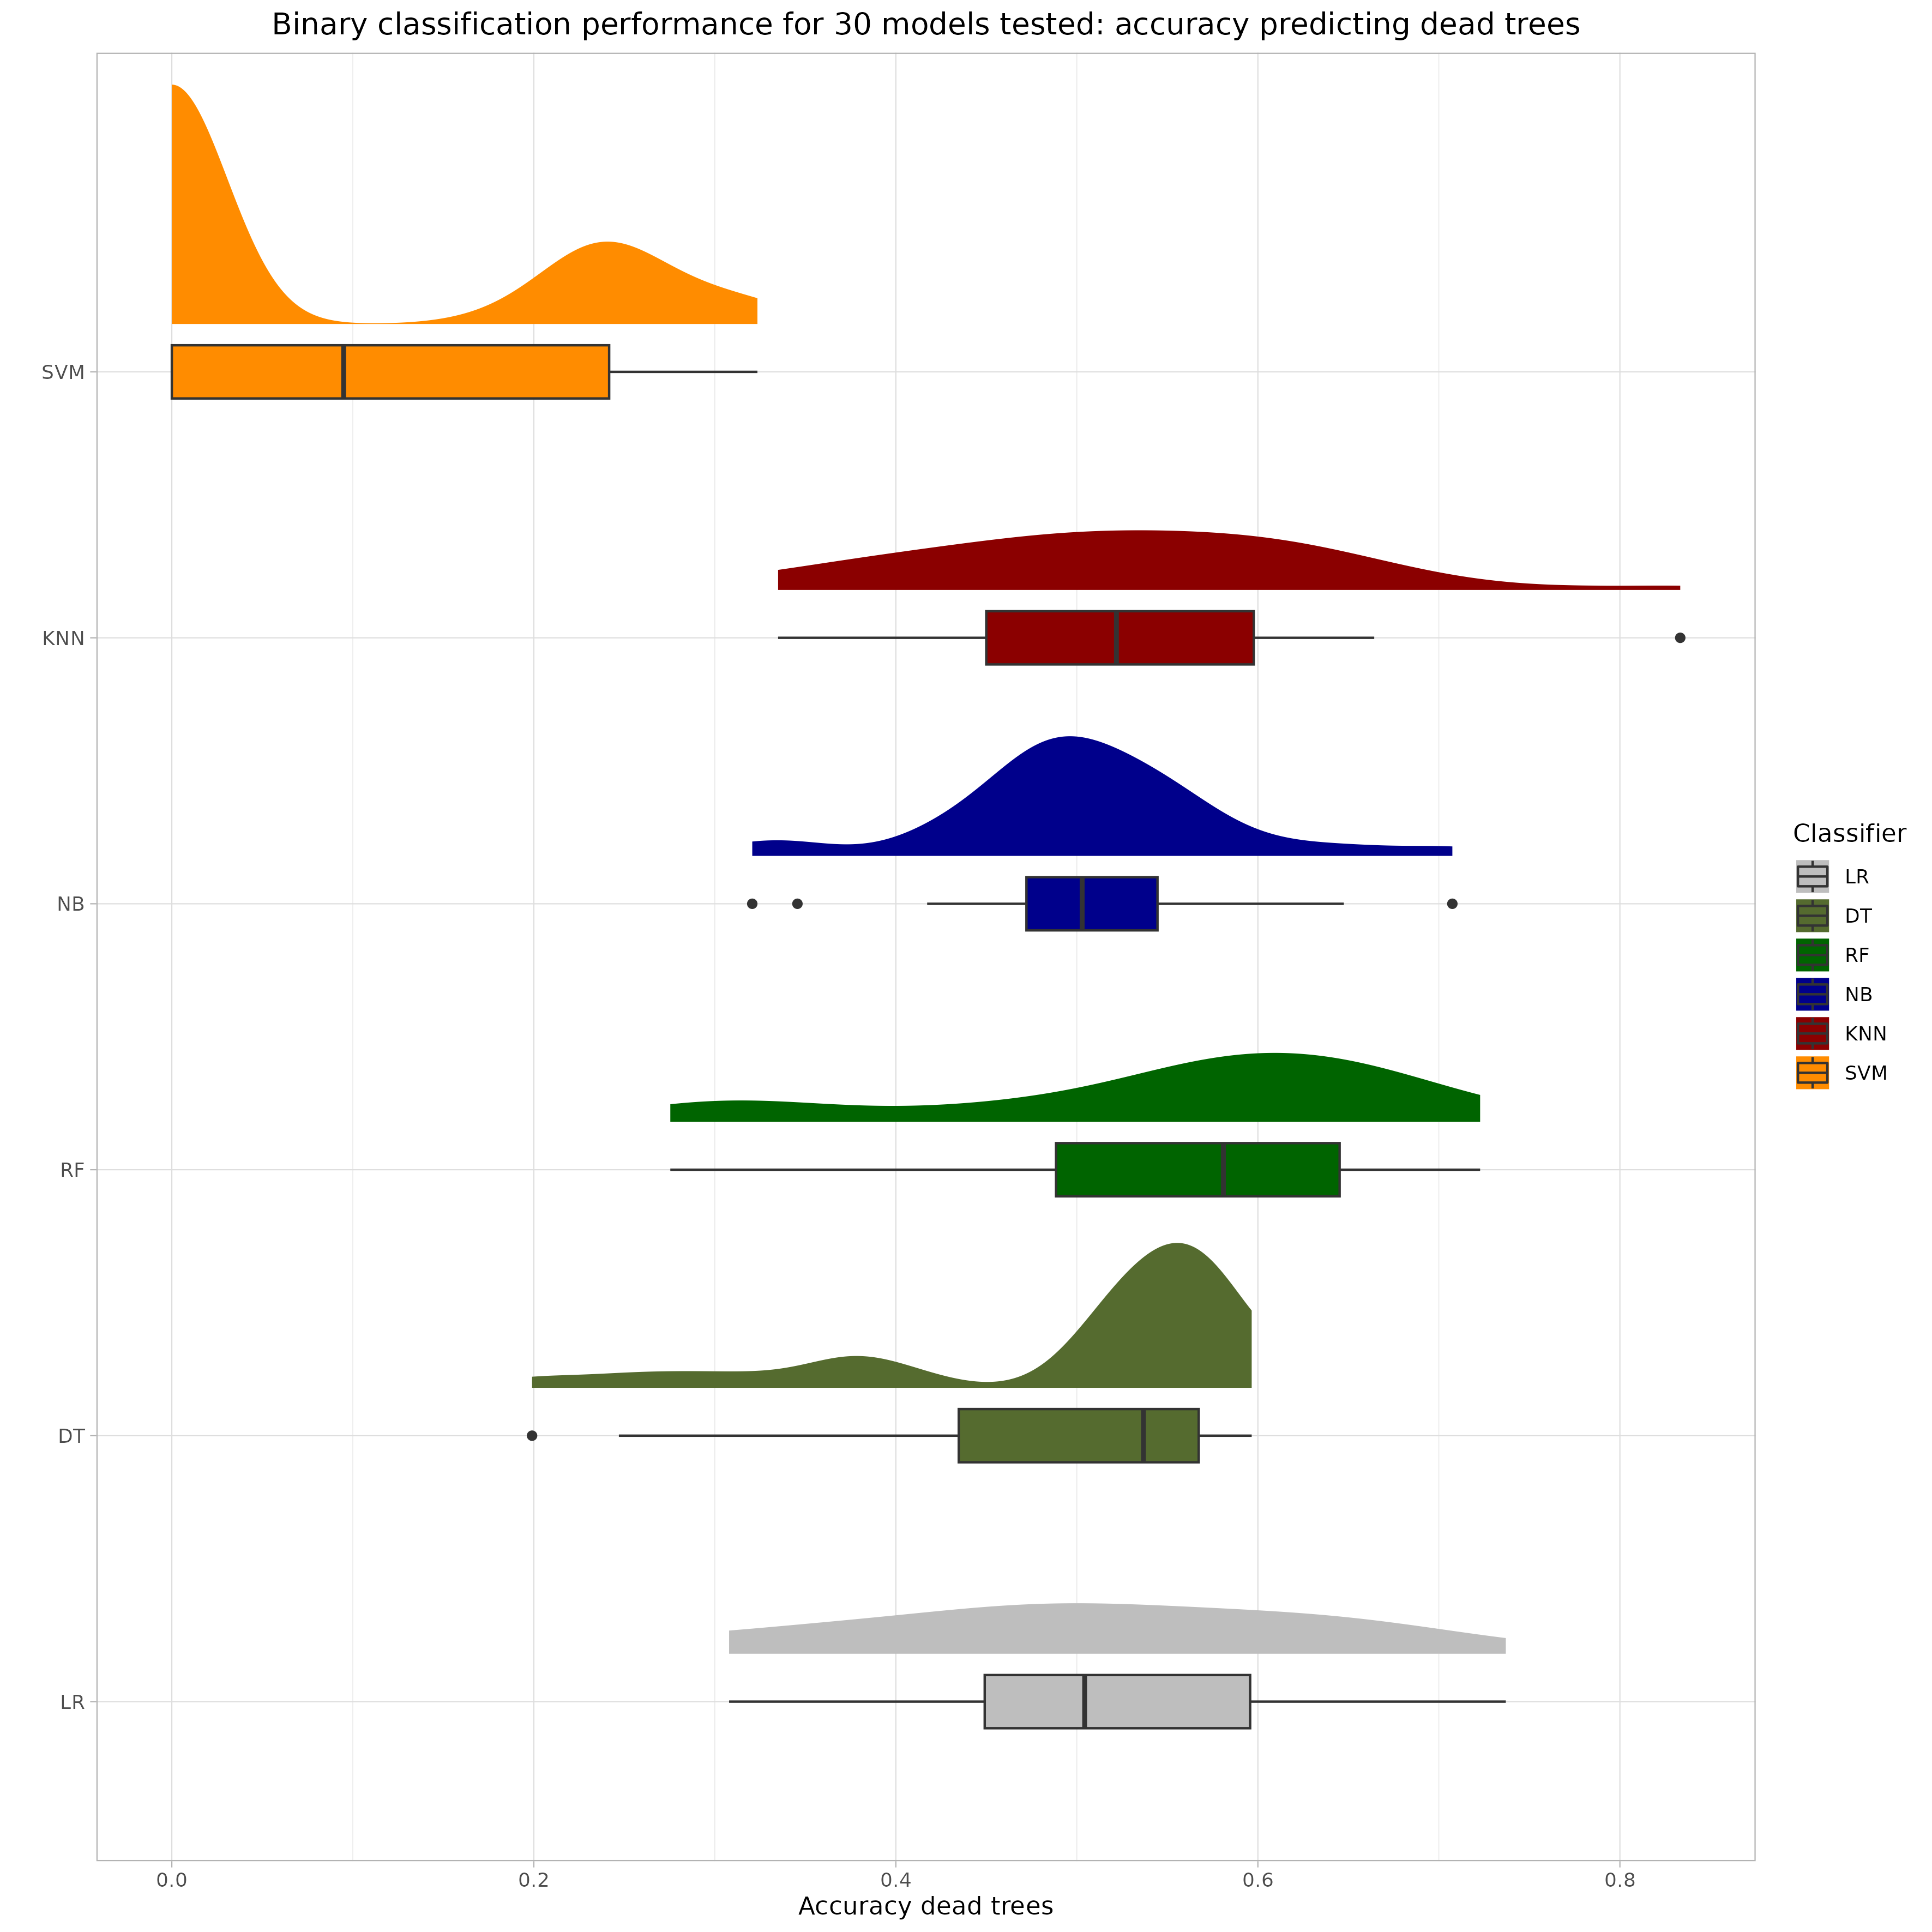 Binary classification performance for 30 models tested: accuracy predicting dead trees
SVM
KNN
NB
RF
DT
LR
0.0 0.2 0.4 0.6 0.8
Accuracy dead trees
Classifier
LR
DT
RF
NB
KNN
SVM